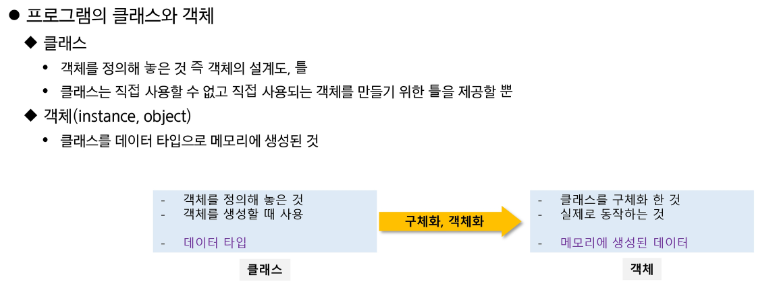 ● 프로그램의 클래스와 객체
◆ 클래스
• 객체를 정의해 놓은 것 즉 객체의 설계도, 틀
• 클래스는 직접 사용할 수 없고 직접 사용되는 객체를 만들기 위한 틀을 제공할 뿐
◆ 객체(instance, object)
• 클래스를 데이터 타입으로 메모리에 생성된 것
- 객체를 정의해 놓은 것
- 객체를 생성할 때 사용
- 데이터 타입
클래스
구체화, 객체화
- 클래스를 구체화 한 것
- 실제로 동작하는 것
- 메모리에 생성된 데이터
객체